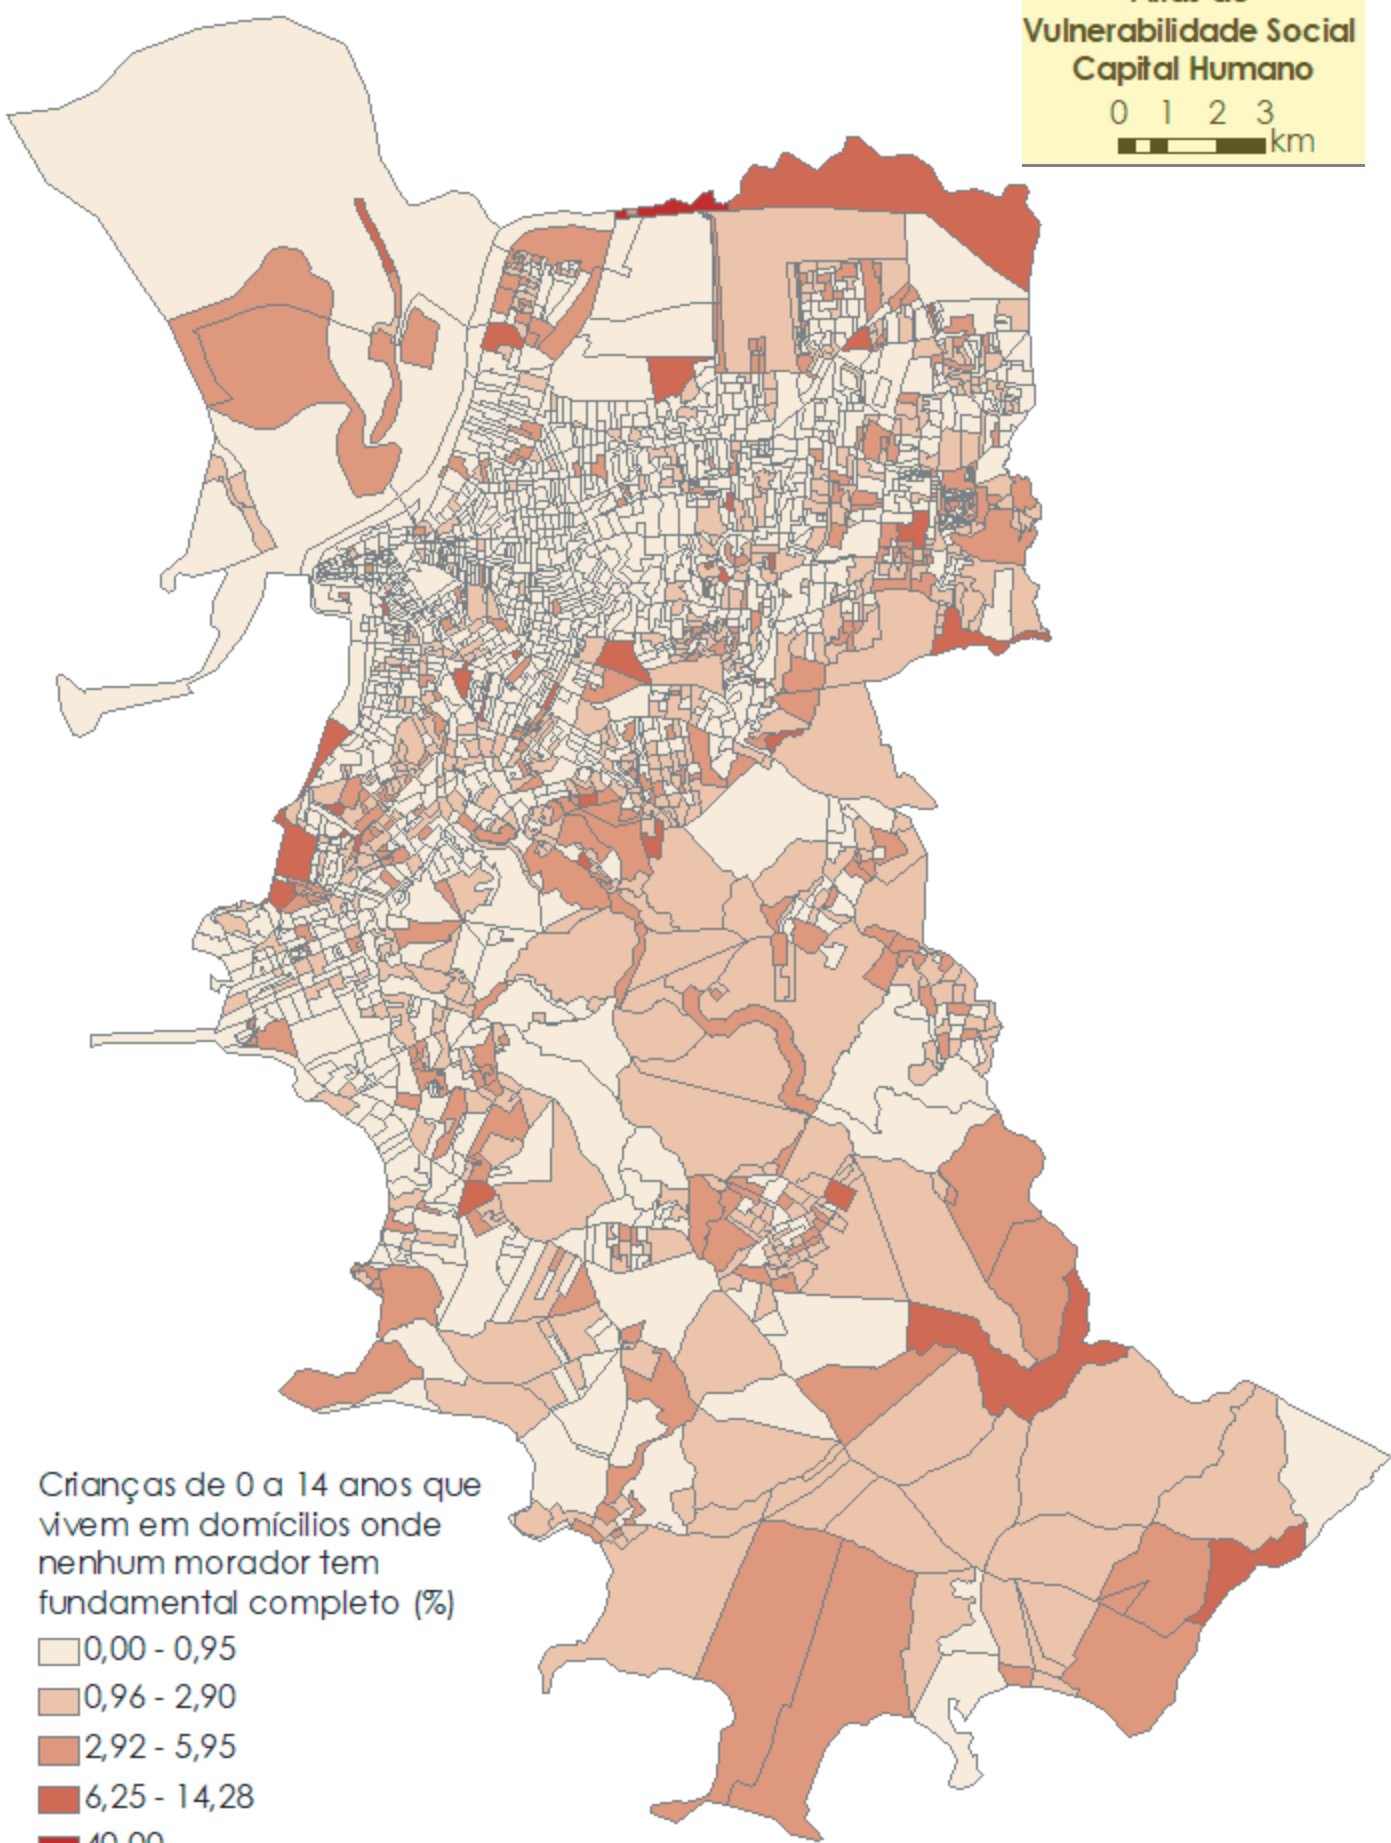 Vulnerabilidade Social
Capital Humano
0 1 2 3
km
Crianças de 0 a 14 anos que
vivem em domícilios onde
nenhum morador tem
fundamental completo (%)
0,00 - 0,95
0,96 - 2,90
2,92 - 5,95
6,25 - 14,28
40,00